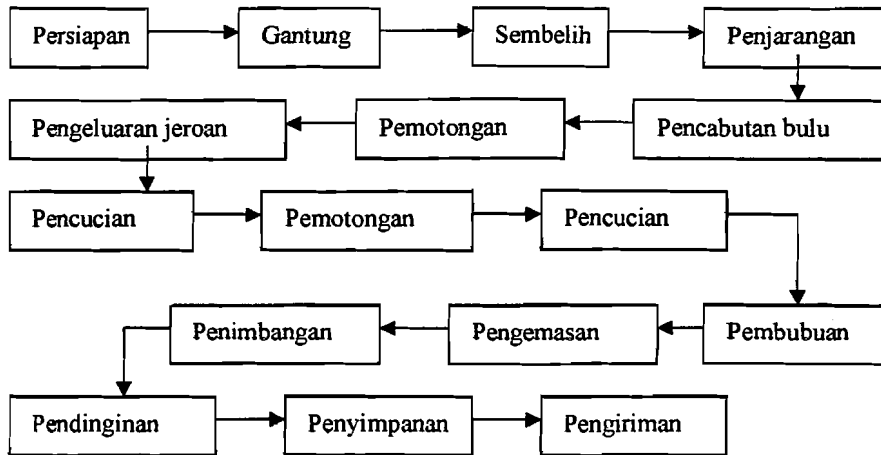 Persiapan
Gantung
Sembelih
Penjarangan
Pencabutan bulu
Pemotongan
Pengeluaran jeroan
Pencucian
Pemotongan
Pencucian
Pembubuan
Pengemasan
Penimbangan
Pendinginan
Penyimpanan
Pengiriman